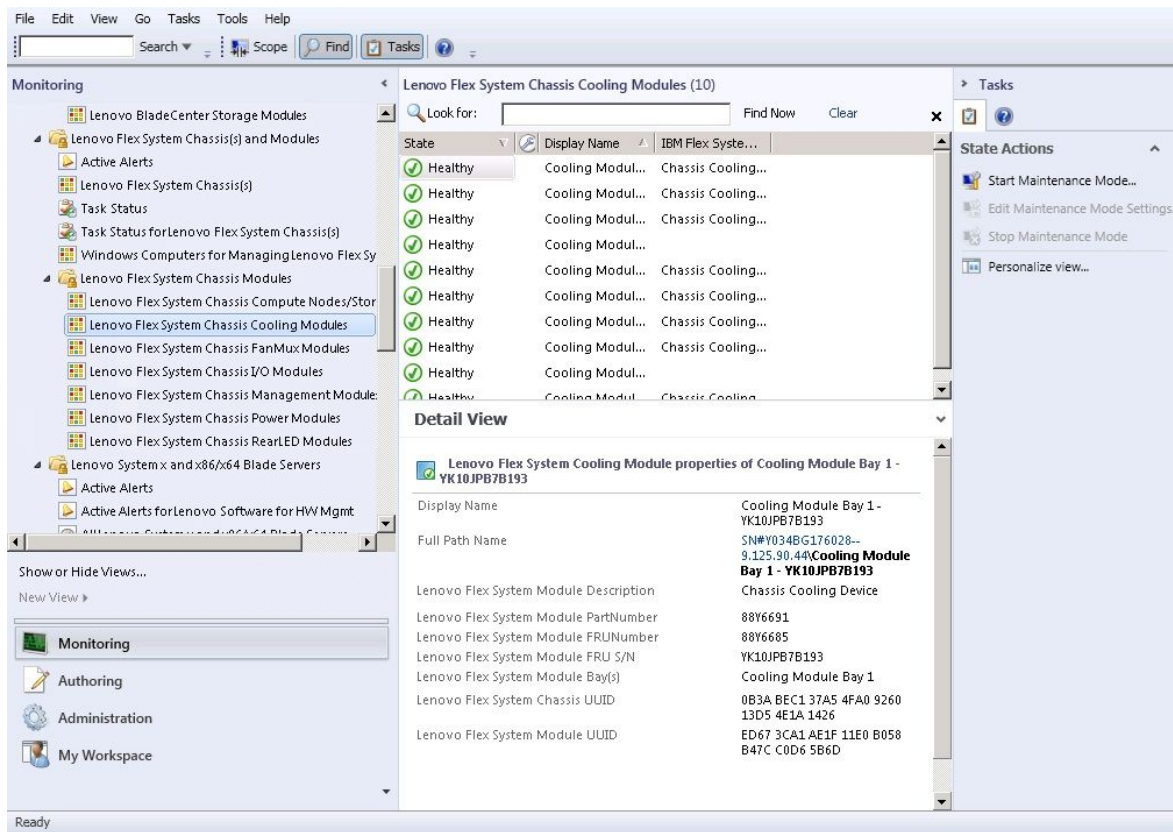 File Edit View Go Tasks Tools Help
Search Scope Find Tasks
Monitoring
Lenovo BladeCenter Storage Modules
Lenovo Flex System Chassis(s) and Modules
Active Alerts
Lenovo Flex System Chassis(s)
Task Status
Task Status for Lenovo Flex System Chassis(s)
Windows Computers for Managing Lenovo Flex Sy
Lenovo Flex System Chassis Modules
Lenovo Flex System Chassis Compute Nodes/Stor
Lenovo Flex System Chassis Cooling Modules
Lenovo Flex System Chassis FanMux Modules
Lenovo Flex System Chassis I/O Modules
Lenovo Flex System Chassis Management Module
Lenovo Flex System Chassis Power Modules
Lenovo Flex System Chassis RearLED Modules
Lenovo System x and x86/x64 Blade Servers
Active Alerts
Active Alerts for Lenovo Software for HW Mgmt
Show or Hide Views...
New View
Monitoring
Authoring
Administration
My Workspace
Ready
Lenovo Flex System Chassis Cooling Modules (10)
Look for: Find Now Clear
State Display Name IBM Flex Syste...
Healthy Cooling Modul... Chassis Cooling...
Healthy Cooling Modul... Chassis Cooling...
Healthy Cooling Modul... Chassis Cooling...
Healthy Cooling Modul...
Healthy Cooling Modul... Chassis Cooling...
Healthy Cooling Modul... Chassis Cooling...
Healthy Cooling Modul... Chassis Cooling...
Healthy Cooling Modul... Chassis Cooling...
Healthy Cooling Modul...
Healthy Cooling Modul... Chassis Cooling...
Detail View
Lenovo Flex System Cooling Module properties of Cooling Module Bay 1 -
YK10JPB7B193
Display Name Cooling Module Bay 1 -
YK10JPB7B193
Full Path Name SN#Y034BG176028--
9.125.90.44\Cooling Module
Bay 1 - YK10JPB7B193
Lenovo Flex System Module Description Chassis Cooling Device
Lenovo Flex System Module PartNumber 88Y6691
Lenovo Flex System Module FRUNumber 88Y6685
Lenovo Flex System Module FRU S/N YK10JPB7B193
Lenovo Flex System Module Bay(s) Cooling Module Bay 1
Lenovo Flex System Chassis UUID 0B3A BEC1 37A5 4FA0 9260
13D5 4E1A 1426
Lenovo Flex System Module UUID ED67 3CA1 AE1F 11E0 B058
B47C C0D6 5B6D
Tasks
State Actions
Start Maintenance Mode...
Edit Maintenance Mode Settings
Stop Maintenance Mode
Personalize view...